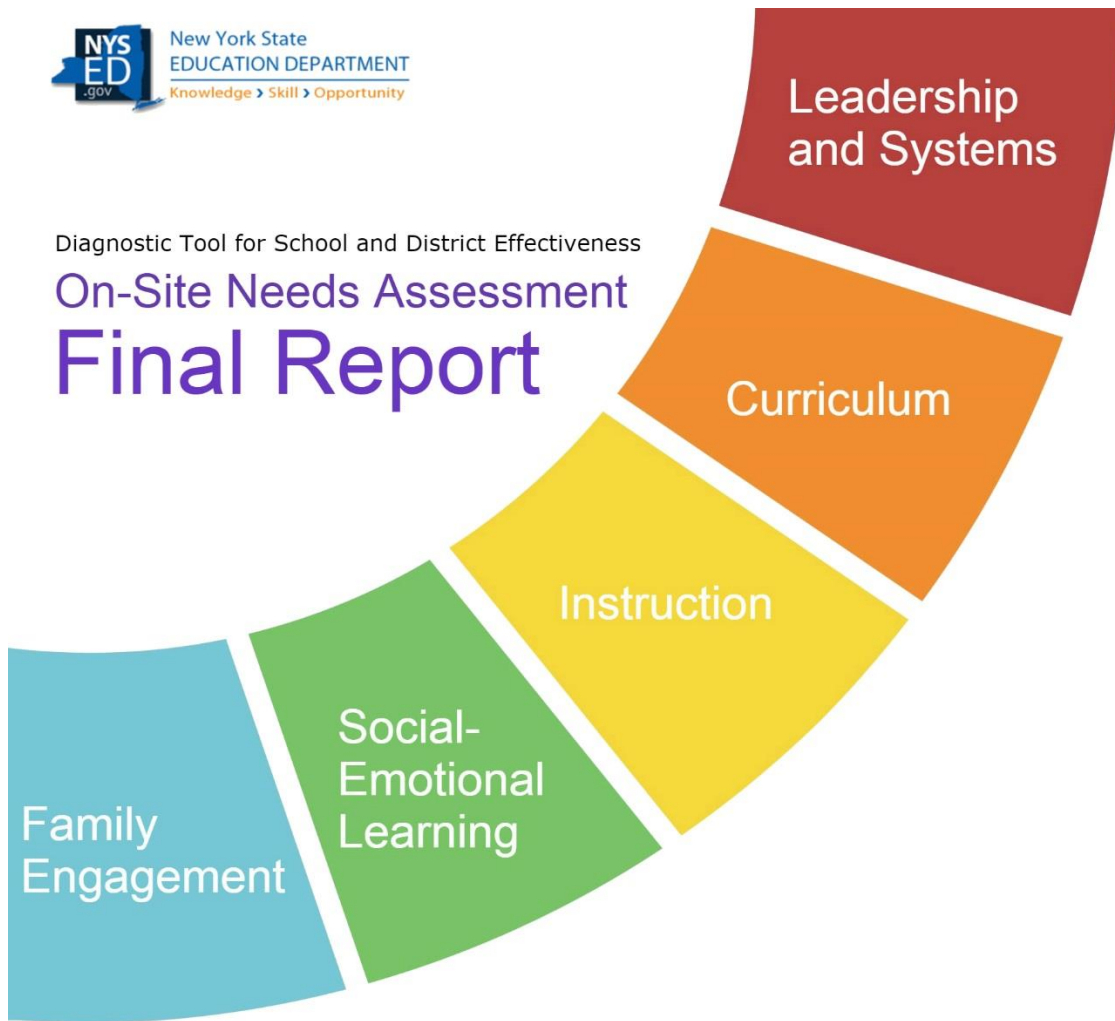 NYS
ED
.gov
New York State
EDUCATION DEPARTMENT
Knowledge › Skill › Opportunity
Diagnostic Tool for School and District Effectiveness
On-Site Needs Assessment
Final Report
Leadership
and Systems
Curriculum
Instruction
Social-
Emotional
Learning
Family
Engagement